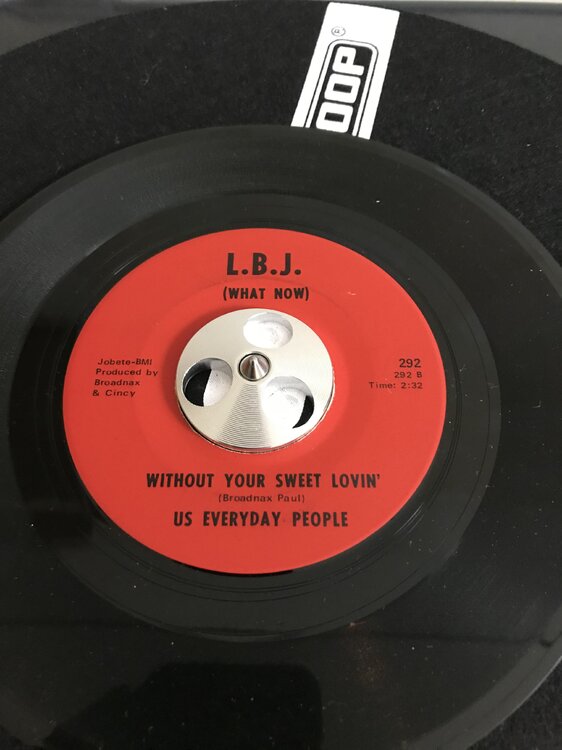 OOP
L.B.J.
(WHAT NOW)
Jobete-BMI
Produced by
Broadnax
& Cincy
292
292 B
Time: 2:32
WITHOUT YOUR SWEET LOVIN'
(Broadnax Paul)
US EVERYDAY PEOPLE